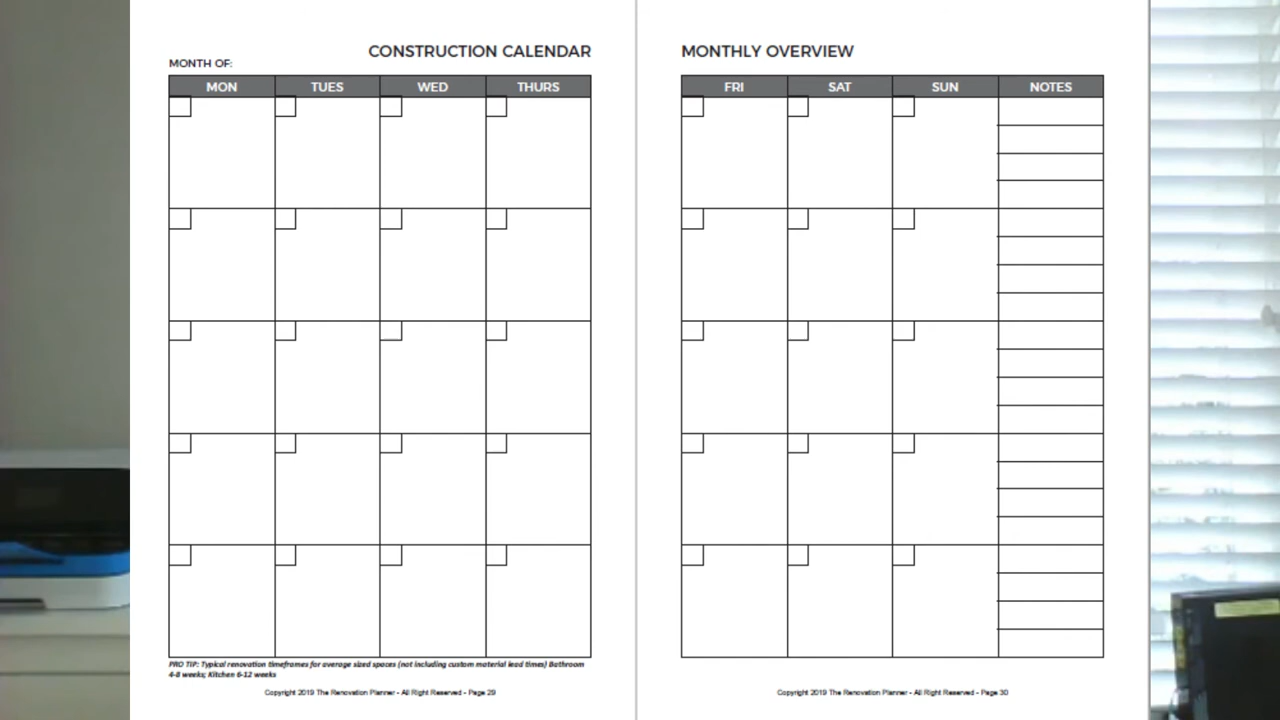 CONSTRUCTION CALENDAR
MONTH OF:
MON TUES WED THURS
PRO TIP: Typical renovation timeframes for average sized spaces (not including custom material lead times) Bathroom
4-8 weeks; Kitchen 6-12 weeks
Copyright 2019 The Renovation Planner - All Right Reserved - Page 29
MONTHLY OVERVIEW
FRI SAT SUN NOTES
Copyright 2019 The Renovation Planner - All Right Reserved - Page 30